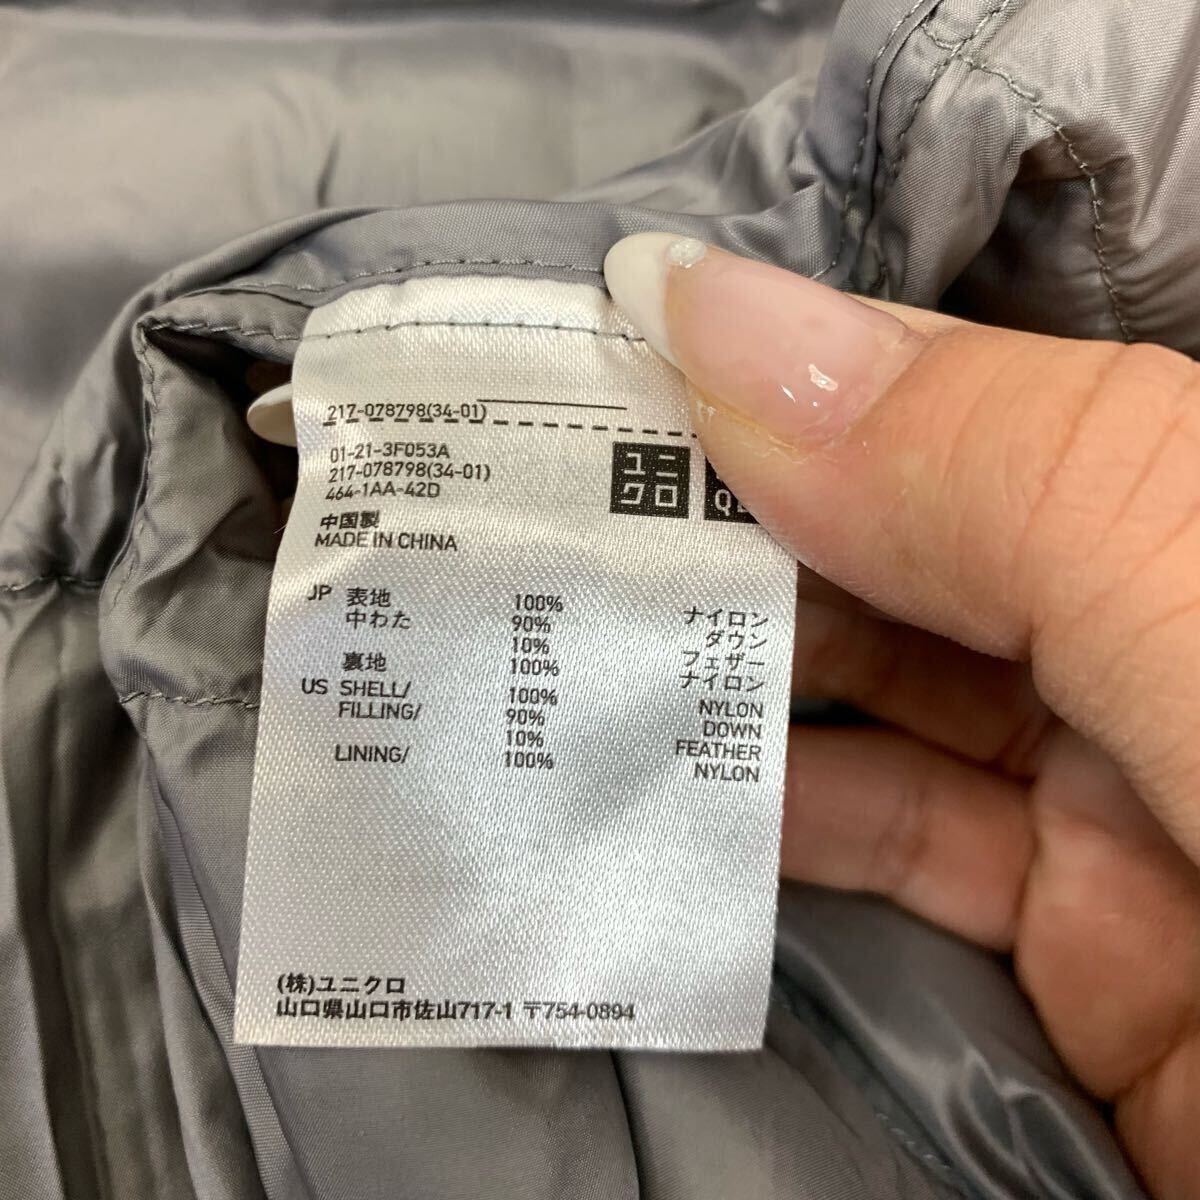 217-078798(34-01)
01-21-3F053A
217-078798(34-01)
464-1AA-42D
ユニ
クロ
中国製
MADE IN CHINA
JP 表地 100% ナイロン
中わた 90% ダウン
10% フェザー
裏地 100% ナイロン
US SHELL/ 100% NYLON
FILLING/ 90% DOWN
10% FEATHER
LINING/ 100% NYLON
(株)ユニクロ
山口県山口市佐山717-1 〒754-0894